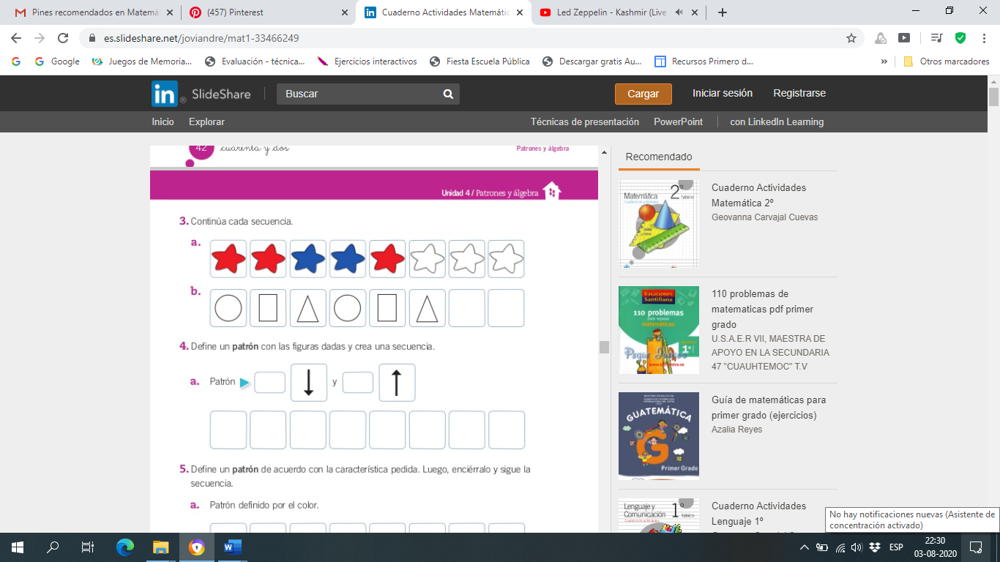 Pines recomendados en Matemá
(457) Pinterest
Cuaderno Actividades Matemátic
Led Zeppelin - Kashmir (Live
es.slideshare.net/joviandre/mat1-33466249
Google
Juegos de Memoria...
Evaluación - técnica...
Ejercicios interactivos
Fiesta Escuela Pública
Descargar gratis Au...
Recursos Primero d...
»
Otros marcadores
in SlideShare
Buscar
Cargar
Iniciar sesión
Registrarse
Inicio
Explorar
Técnicas de presentación
PowerPoint
con LinkedIn Learning
42 cuarenta y dos
Patrones y álgebra
Unidad 4 / Patrones y álgebra
3. Continúa cada secuencia.
a.
b.
4. Define un patrón con las figuras dadas y crea una secuencia.
a. Patrón
y
5. Define un patrón de acuerdo con la característica pedida. Luego, enciérralo y sigue la
secuencia.
a. Patrón definido por el color.
Recomendado
Matemática
2° básico
Cuaderno Actividades
Matemática 2º
Geovanna Carvajal Cuevas
Vacaciones
Santillana
110 problemas
para repasar
matemáticas
1º
Peque Juegos
110 problemas de
matematicas pdf primer
grado
U.S.A.E.R VII, MAESTRA DE
APOYO EN LA SECUNDARIA
47 "CUAUHTEMOC" T.V
GUATEMÁTICA
G
Primer Grado
Guía de matemáticas para
primer grado (ejercicios)
Azalia Reyes
Lenguaje y
Comunicación
1° básico
Cuaderno Actividades
Lenguaje 1º
No hay notificaciones nuevas (Asistente de
concentración activado)
ESP
22:30
03-08-2020